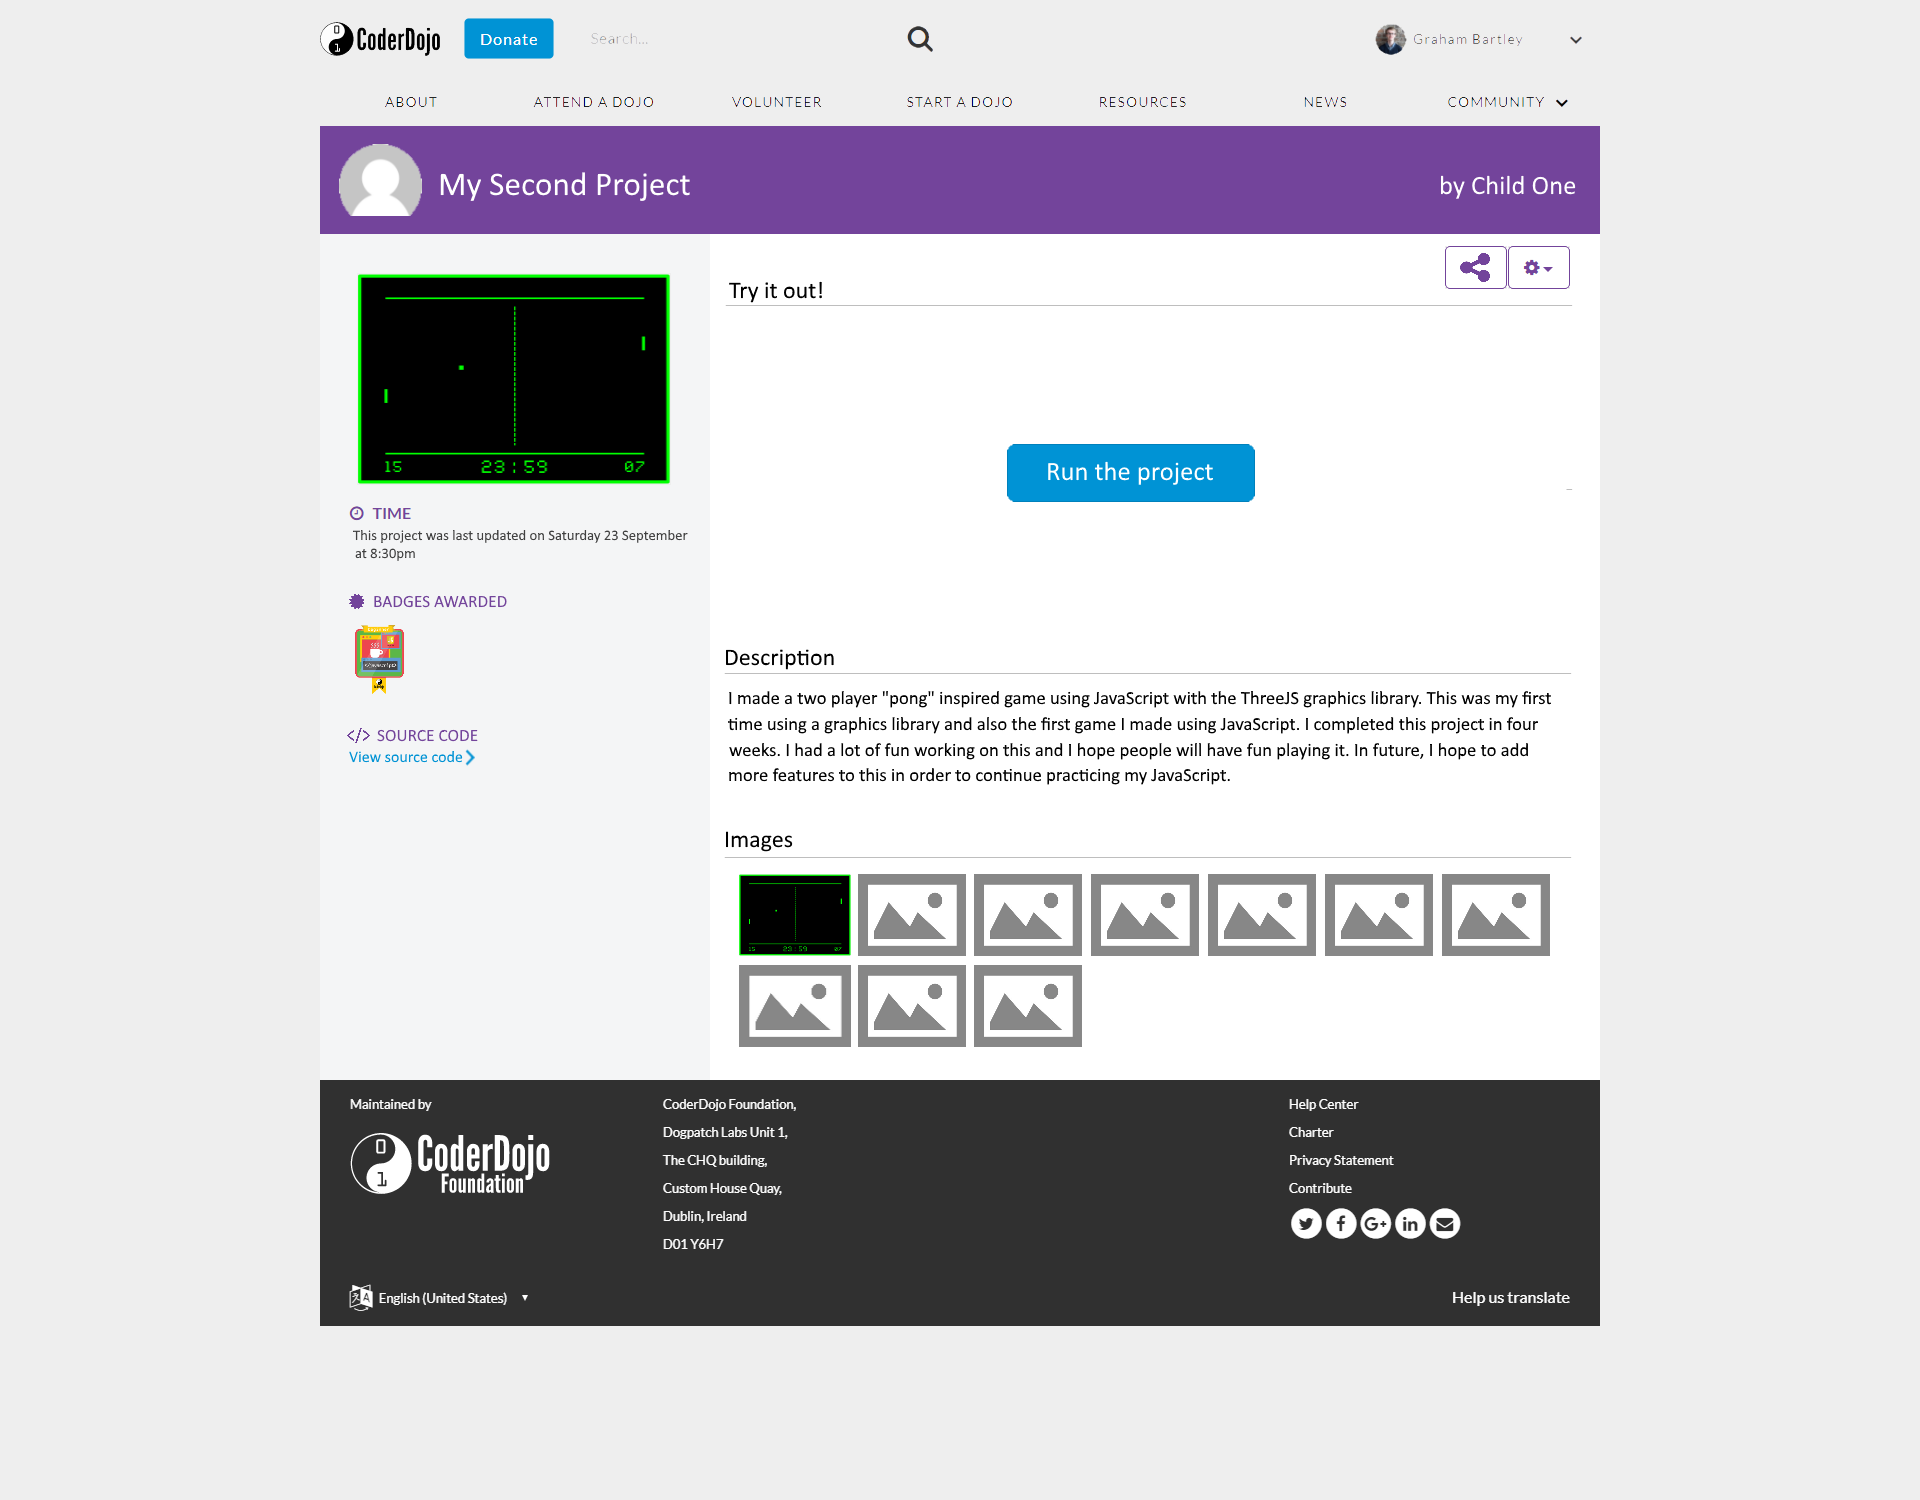 CoderDojo
Donate
Search...
Graham Bartley
ABOUT
ATTEND A DOJO
VOLUNTEER
START A DOJO
RESOURCES
NEWS
COMMUNITY
My Second Project
by Child One
15
23:59
07
TIME
This project was last updated on Saturday 23 September
at 8:30pm
BADGES AWARDED
</> SOURCE CODE
View source code
Try it out!
Run the project
Description
I made a two player "pong" inspired game using JavaScript with the ThreeJS graphics library. This was my first
time using a graphics library and also the first game I made using JavaScript. I completed this project in four
weeks. I had a lot of fun working on this and I hope people will have fun playing it. In future, I hope to add
more features to this in order to continue practicing my JavaScript.
Images
15
23:59
07
Maintained by
CoderDojo
Foundation
CoderDojo Foundation,
Dogpatch Labs Unit 1,
The CHQ building,
Custom House Quay,
Dublin, Ireland
D01 Y6H7
Help Center
Charter
Privacy Statement
Contribute
English (United States)
Help us translate